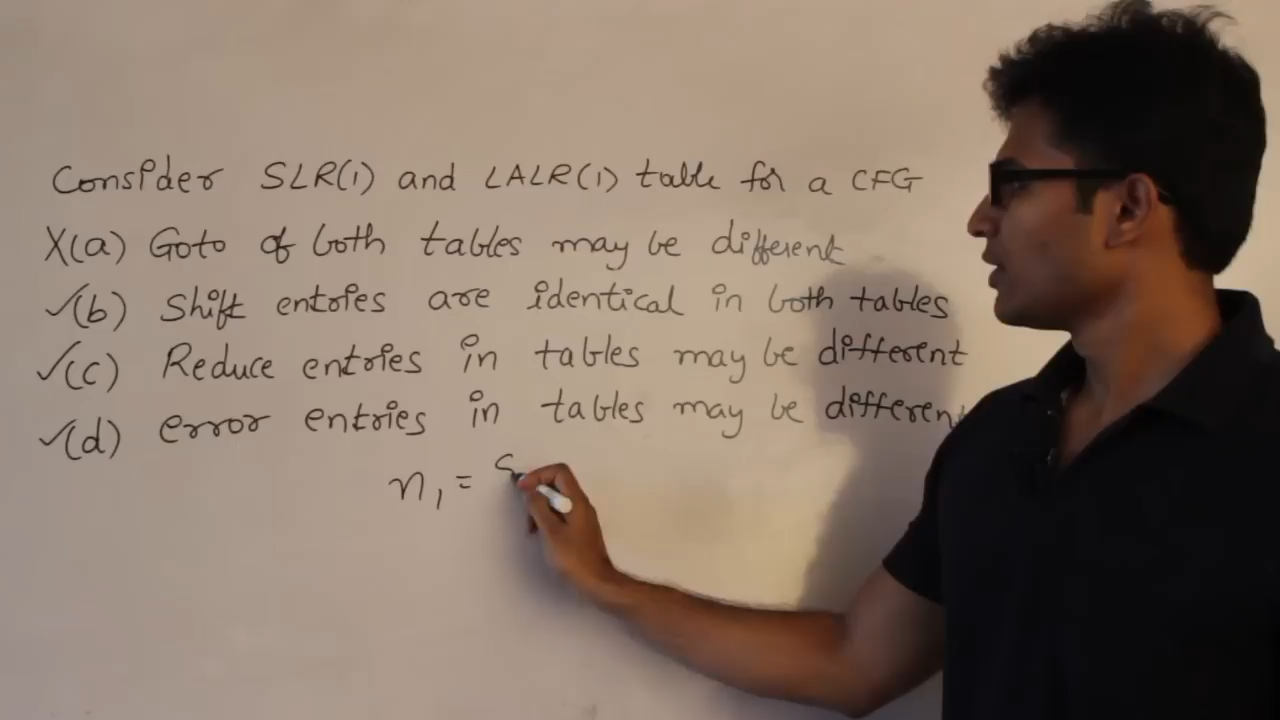 Consider SLR(1) and LALR(1) table for a CFG
X(a) Goto of both tables may be different
✓(b) Shift entries are identical in both tables
✓(c) Reduce entries in tables may be different
✓(d) error entries in tables may be different
n₁ = S